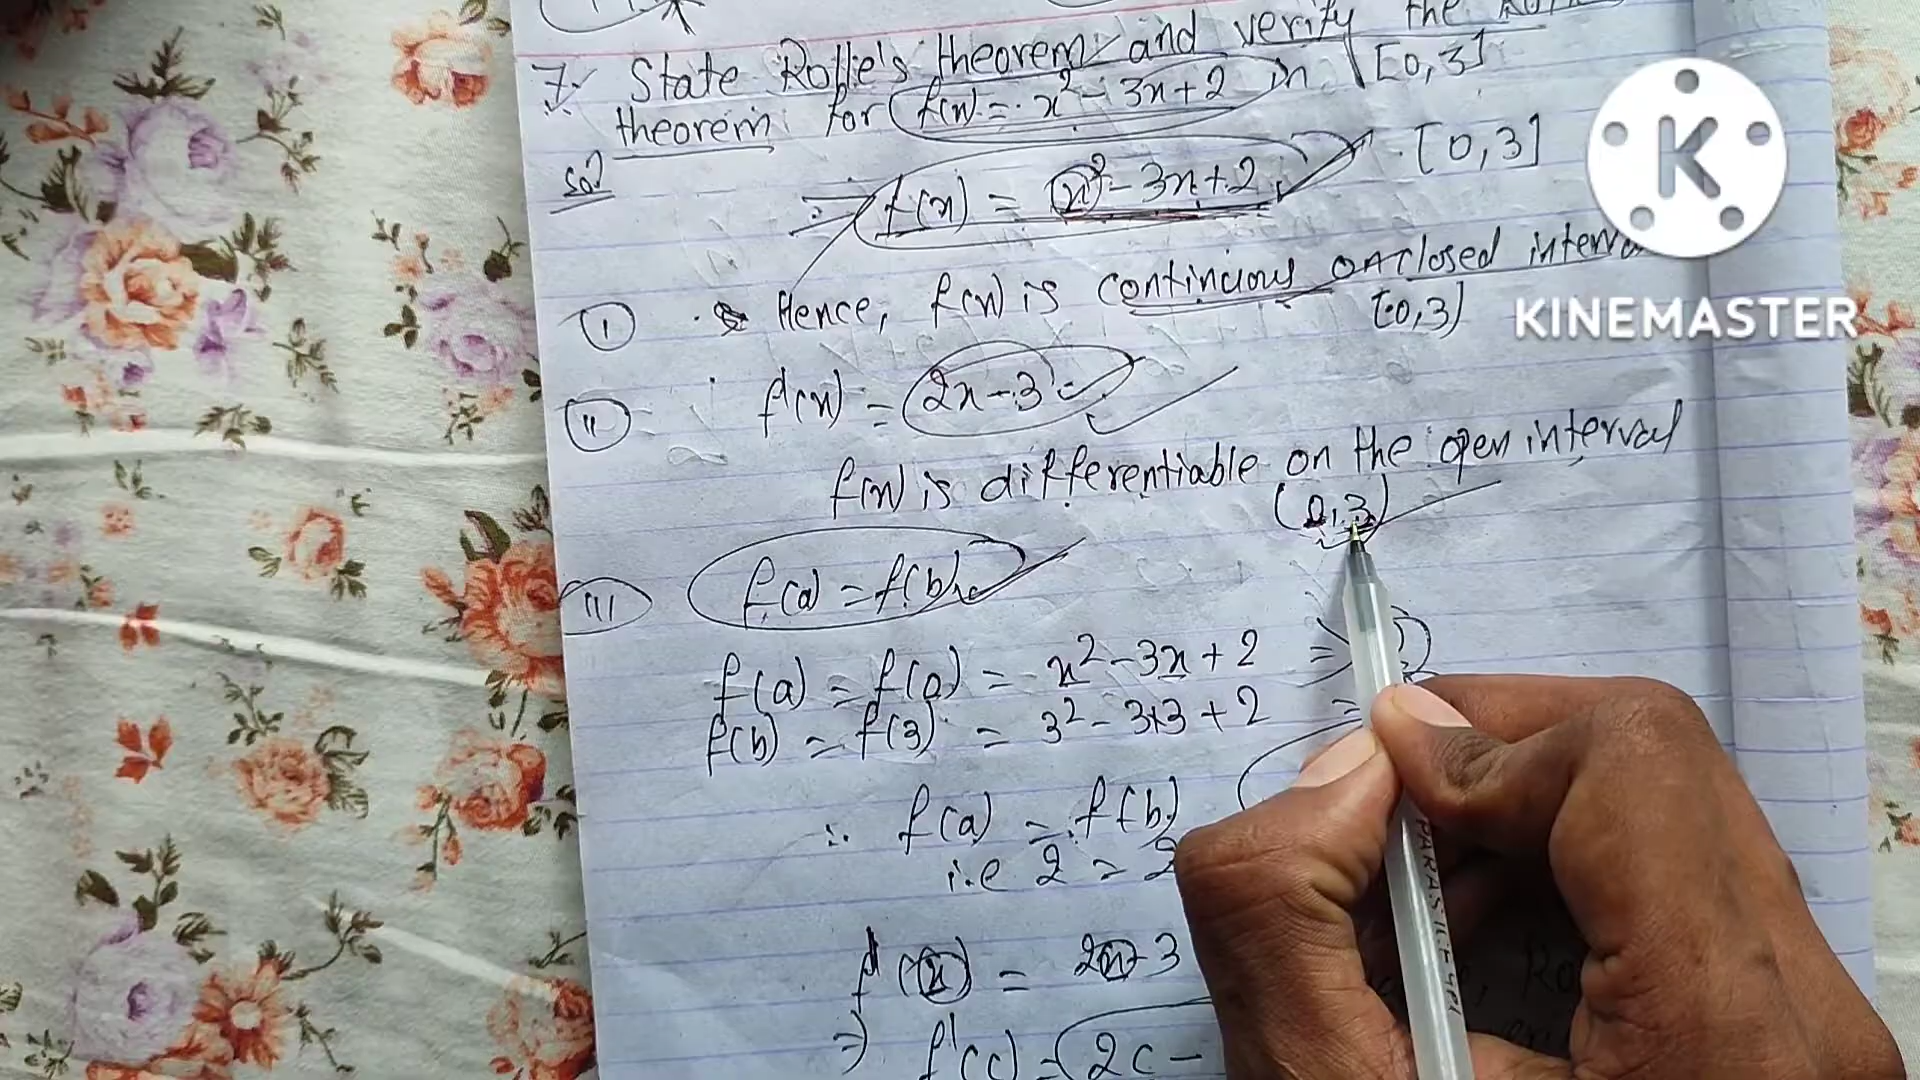 7. State Rolle's theorem and verify the
theorem for f(x) = x² - 3x + 2 in [0, 3]
Sol
⇒ f(x) = x² - 3x + 2 [0, 3]
K
KINEMASTER
(I) Hence, f(x) is continuous on closed interval
[0, 3]
(II) f'(x) = 2x - 3
f(x) is differentiable on the open interval
(0, 3)
(III) f(a) = f(b)
f(a) = f(0) = x² - 3x + 2 =
f(b) = f(3) = 3² - 3×3 + 2 =
∴ f(a) = f(b)
i.e 2 = 2
f'(x) = 2x - 3
⇒ f'(c) = 2c -
PARAS